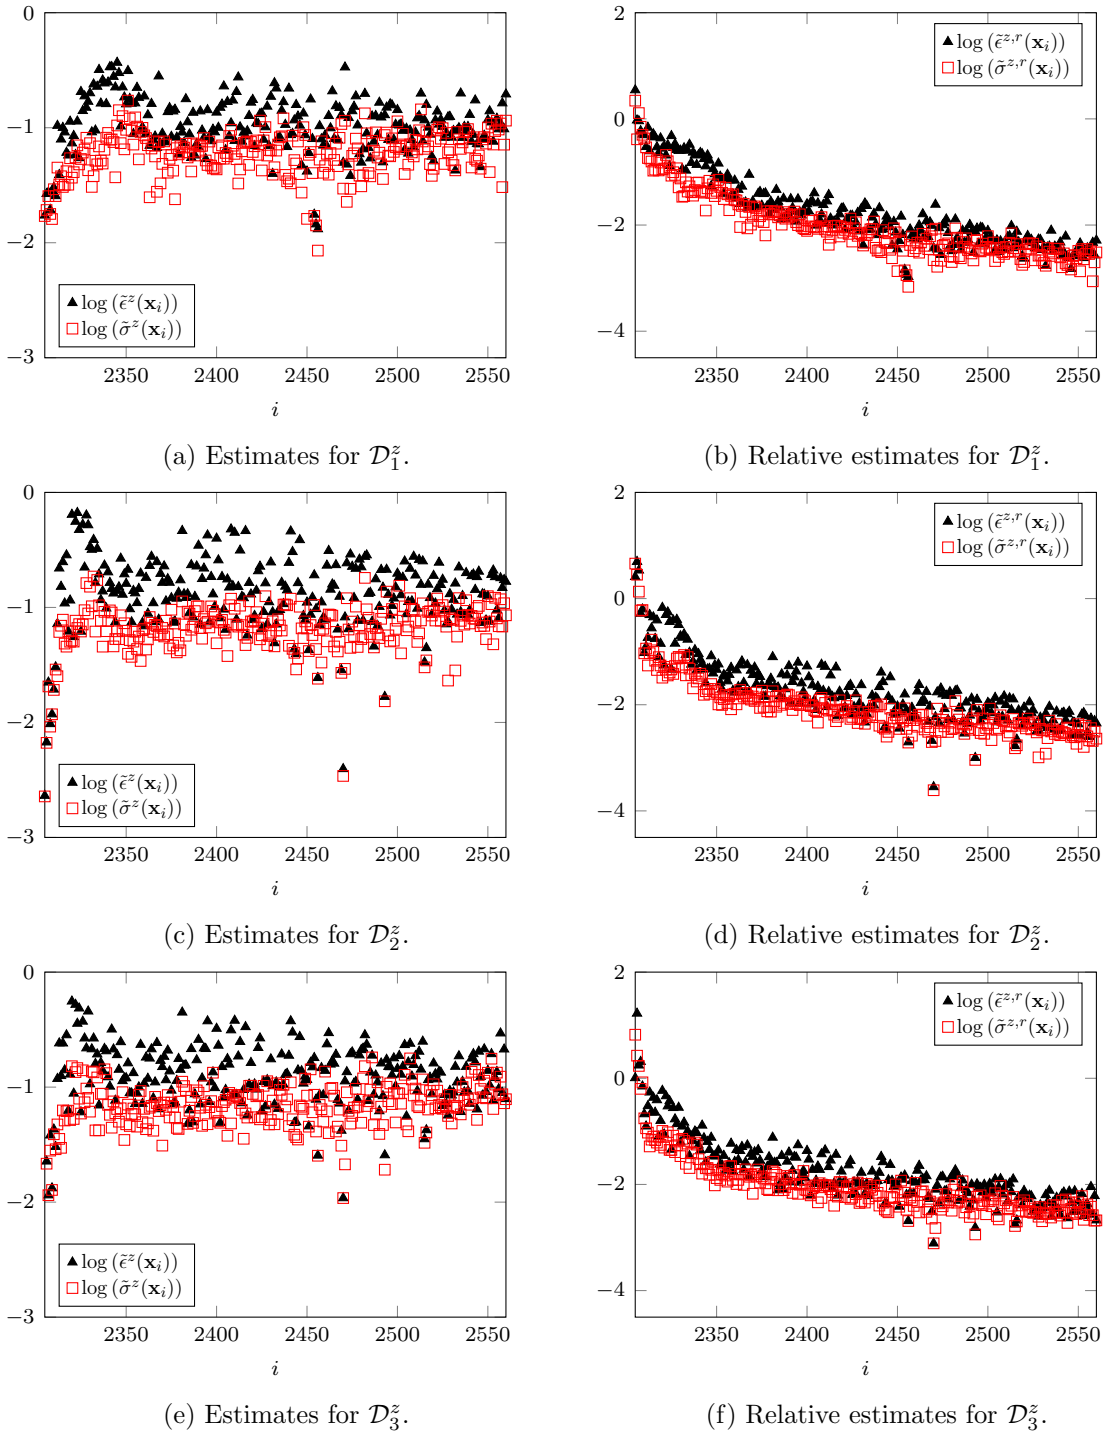 0
−1
−2
−3
2350 2400 2450 2500 2550
i
log (ϵ̃^z(x_i))
log (σ̃^z(x_i))
(a) Estimates for 𝒟_1^z.
2
0
−2
−4
2350 2400 2450 2500 2550
i
log (ϵ̃^{z,r}(x_i))
log (σ̃^{z,r}(x_i))
(b) Relative estimates for 𝒟_1^z.
0
−1
−2
−3
2350 2400 2450 2500 2550
i
log (ϵ̃^z(x_i))
log (σ̃^z(x_i))
(c) Estimates for 𝒟_2^z.
2
0
−2
−4
2350 2400 2450 2500 2550
i
log (ϵ̃^{z,r}(x_i))
log (σ̃^{z,r}(x_i))
(d) Relative estimates for 𝒟_2^z.
0
−1
−2
−3
2350 2400 2450 2500 2550
i
log (ϵ̃^z(x_i))
log (σ̃^z(x_i))
(e) Estimates for 𝒟_3^z.
2
0
−2
−4
2350 2400 2450 2500 2550
i
log (ϵ̃^{z,r}(x_i))
log (σ̃^{z,r}(x_i))
(f) Relative estimates for 𝒟_3^z.